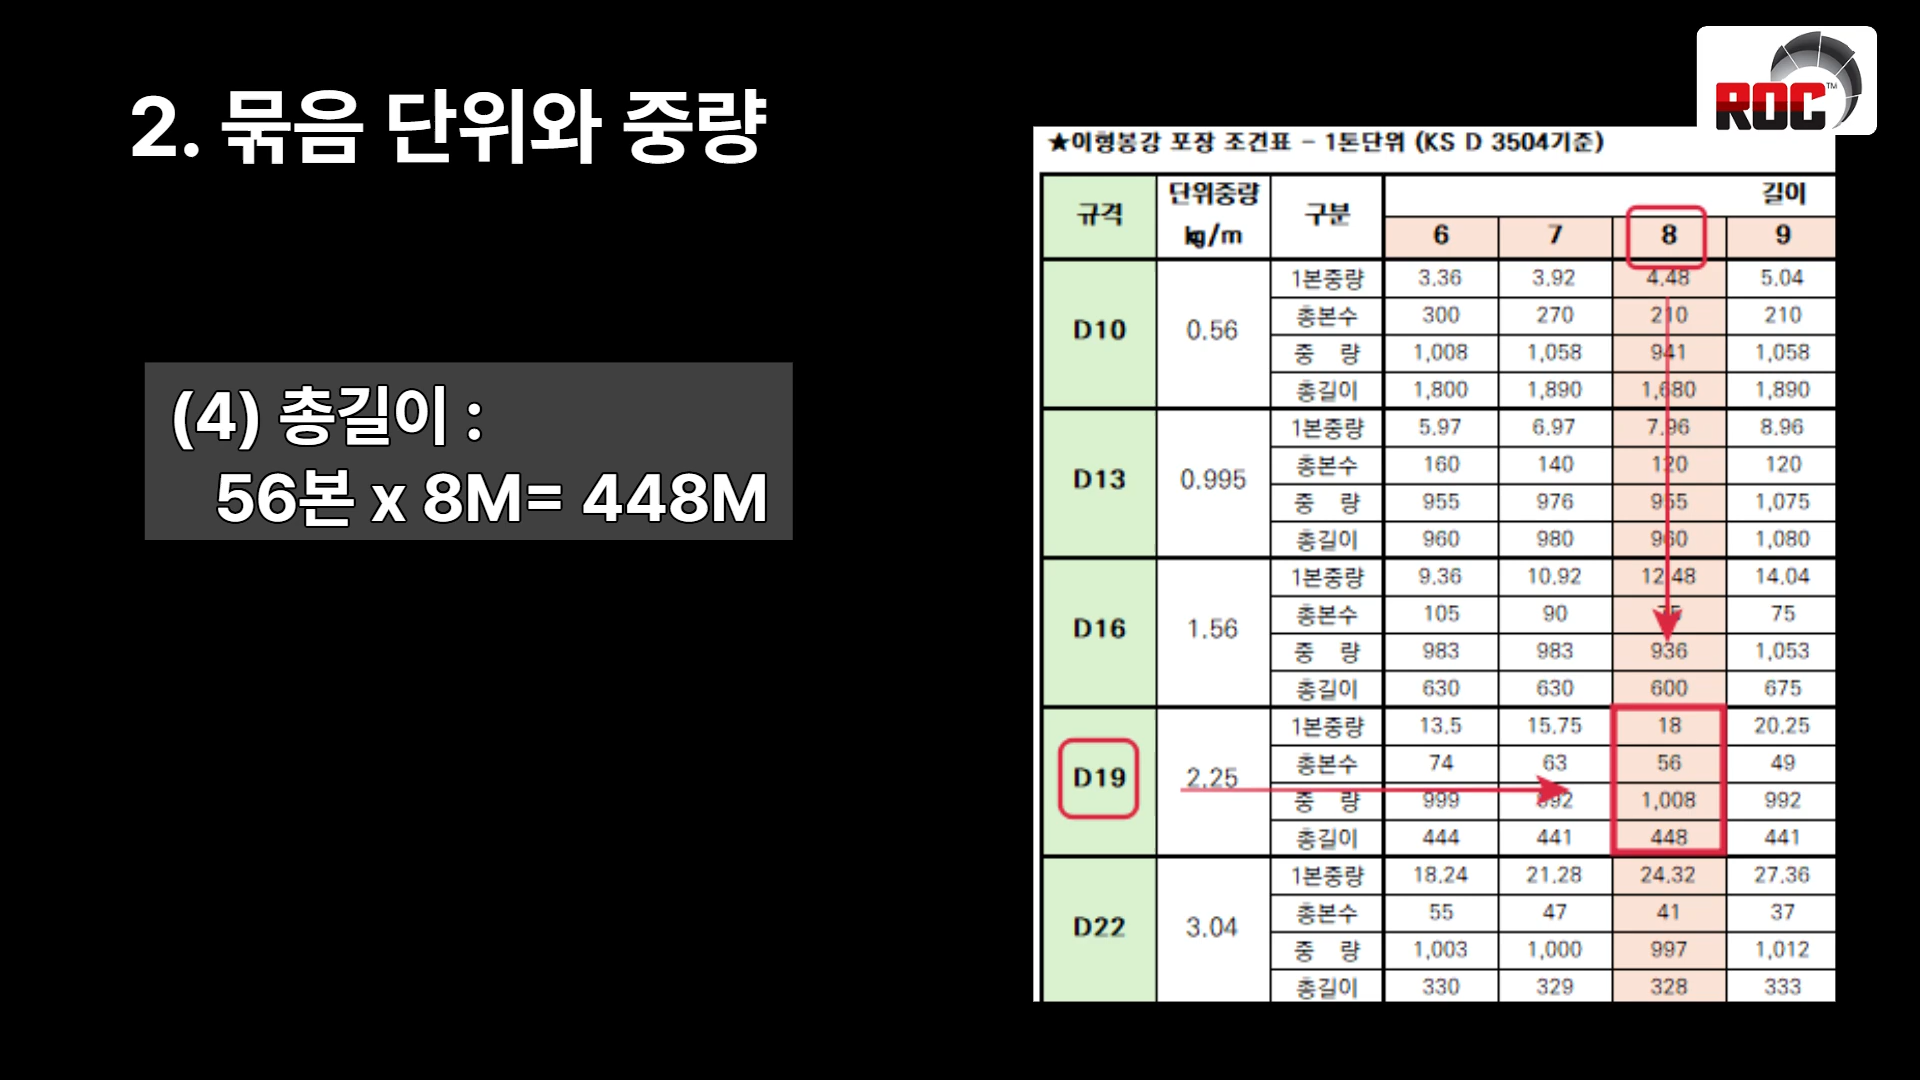 2. 묶음 단위와 중량
ROC™
(4) 총길이 :
56본 x 8M= 448M
★이형봉강 포장 조건표 - 1톤단위 (KS D 3504기준)
규격 단위중량 kg/m 구분 길이
6 7 8 9
D10 0.56
1본중량 3.36 3.92 4.48 5.04
총본수 300 270 210 210
중 량 1,008 1,058 941 1,058
총길이 1,800 1,890 1,680 1,890
D13 0.995
1본중량 5.97 6.97 7.96 8.96
총본수 160 140 120 120
중 량 955 976 955 1,075
총길이 960 980 960 1,080
D16 1.56
1본중량 9.36 10.92 12.48 14.04
총본수 105 90 75 75
중 량 983 983 936 1,053
총길이 630 630 600 675
D19 2.25
1본중량 13.5 15.75 18 20.25
총본수 74 63 56 49
중 량 999 992 1,008 992
총길이 444 441 448 441
D22 3.04
1본중량 18.24 21.28 24.32 27.36
총본수 55 47 41 37
중 량 1,003 1,000 997 1,012
총길이 330 329 328 333